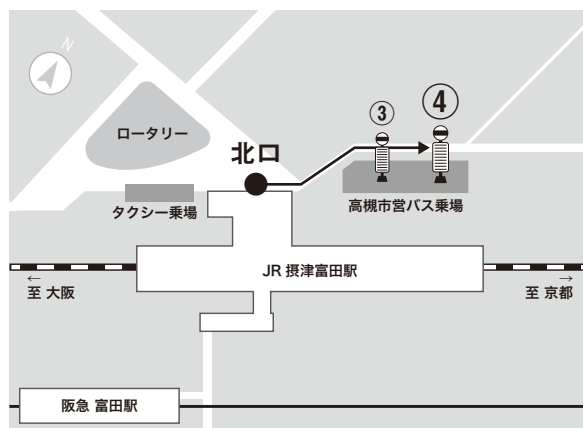 N
③
④
ロータリー
北口
タクシー乗場
高槻市営バス乗場
JR 摂津富田駅
←
至 大阪
→
至 京都
阪急 富田駅